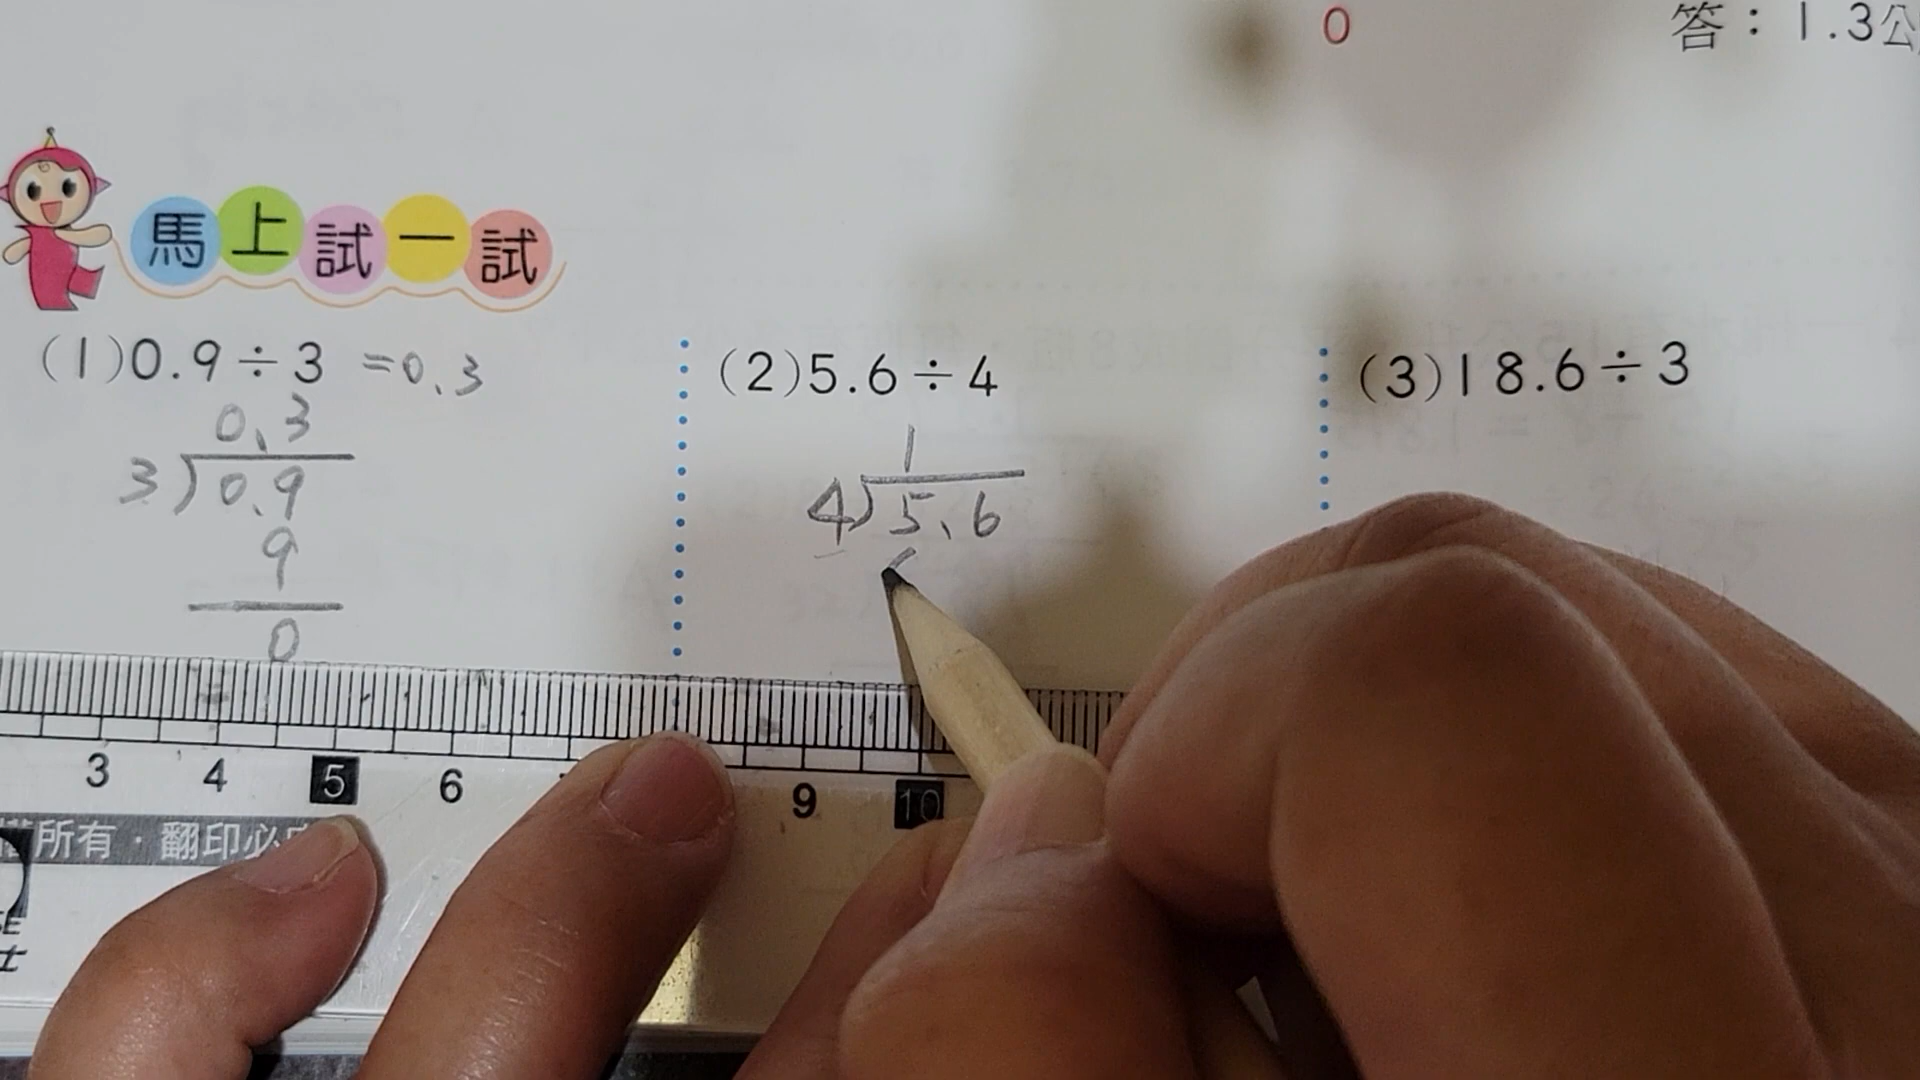 0
答：1.3公
馬上試一試
(1)0.9÷3 =0.3
0.3
3)0.9
9
0
(2)5.6÷4
1
4)5.6
(3)18.6÷3
3 4 5 6 9 10
所有·翻印必